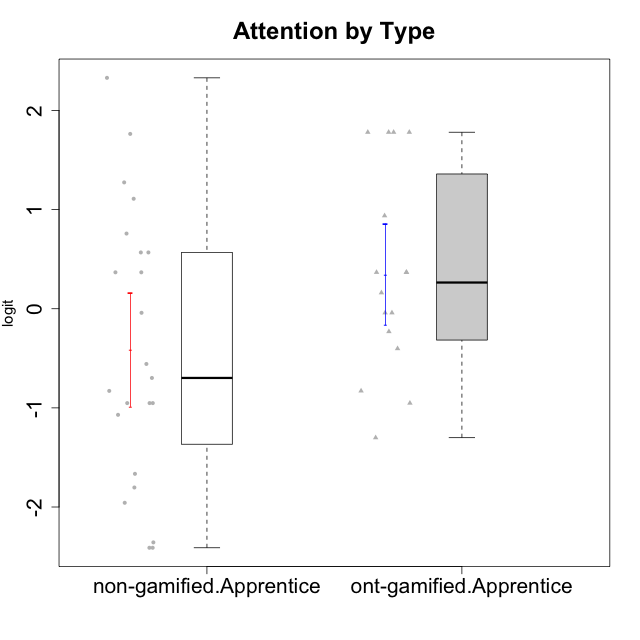 Attention by Type
logit
2
1
0
-1
-2
non-gamified.Apprentice ont-gamified.Apprentice